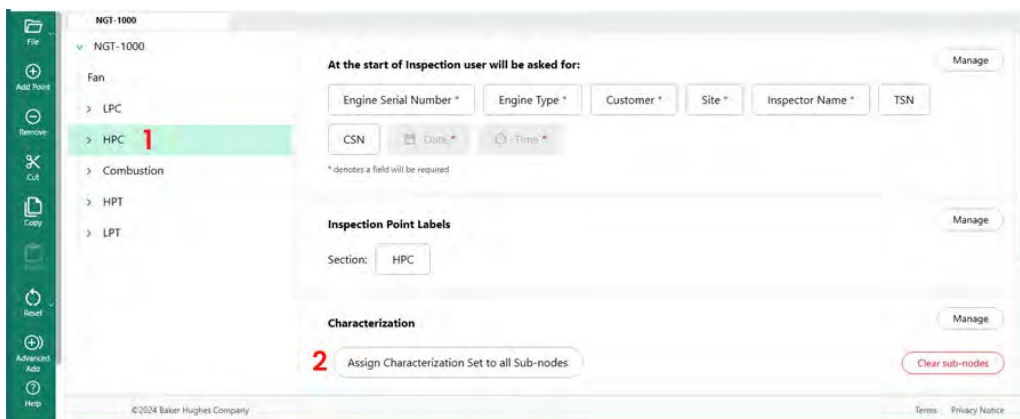 File
Add Point
Remove
Cut
Copy
Reset
Advanced
Add
Help
NGT-1000
NGT-1000
Fan
LPC
HPC 1
Combustion
HPT
LPT
At the start of Inspection user will be asked for: Manage
Engine Serial Number * Engine Type * Customer * Site * Inspector Name * TSN
CSN Date * Time *
* denotes a field will be required
Inspection Point Labels Manage
Section: HPC
Characterization Manage
2 Assign Characterization Set to all Sub-nodes Clear sub-nodes
©2024 Baker Hughes Company Terms Privacy Notice